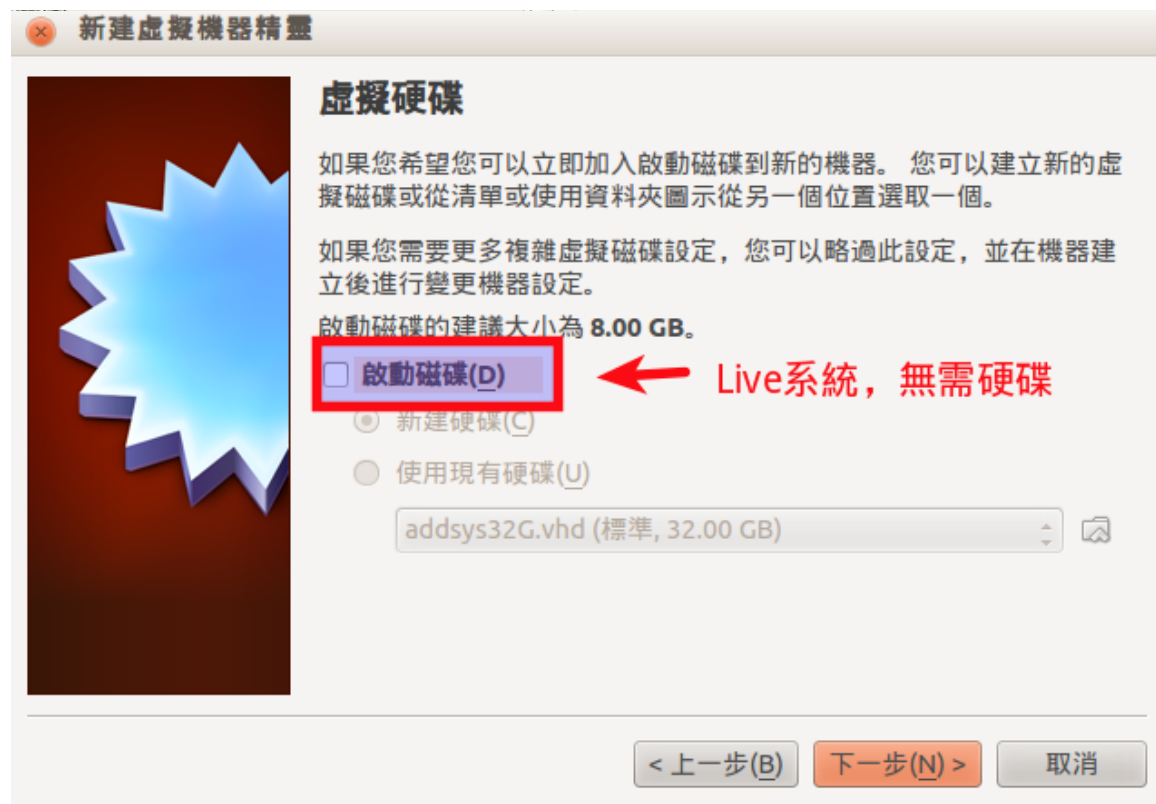 新建虛擬機器精靈
虛擬硬碟
如果您希望您可以立即加入啟動磁碟到新的機器。 您可以建立新的虛
擬磁碟或從清單或使用資料夾圖示從另一個位置選取一個。
如果您需要更多複雜虛擬磁碟設定，您可以略過此設定，並在機器建
立後進行變更機器設定。
啟動磁碟的建議大小為 8.00 GB。
啟動磁碟(D)
Live系統，無需硬碟
新建硬碟(C)
使用現有硬碟(U)
addsys32G.vhd (標準, 32.00 GB)
< 上一步(B) 下一步(N) > 取消